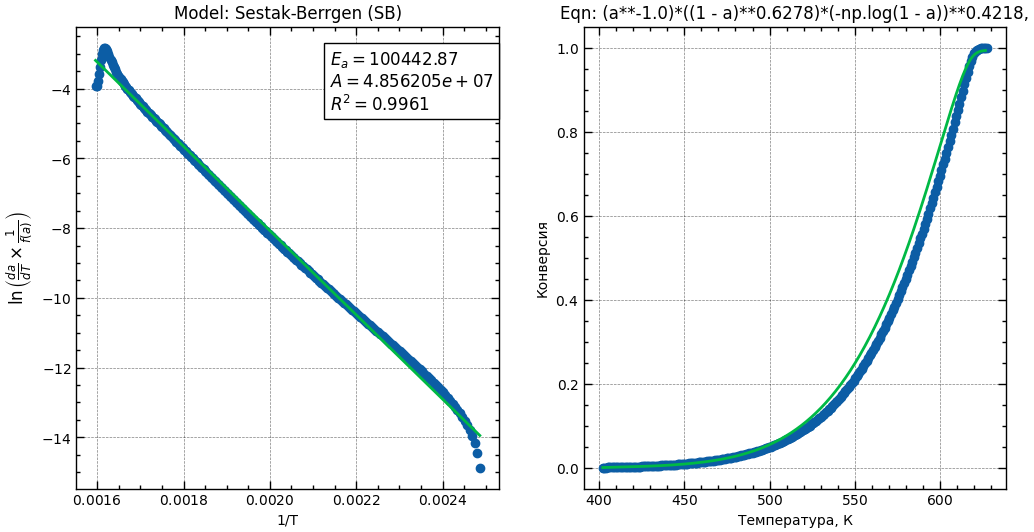 Model: Sestak-Berrgen (SB)
E_a = 100442.87
A = 4.856205e + 07
R^2 = 0.9961
−4
−6
−8
−10
−12
−14
ln(da/dT × 1/f(a))
0.0016 0.0018 0.0020 0.0022 0.0024
1/T
Eqn: (a**-1.0)*((1 - a)**0.6278)*(-np.log(1 - a))**0.4218,
1.0
0.8
0.6
0.4
0.2
0.0
Конверсия
400 450 500 550 600
Температура, К